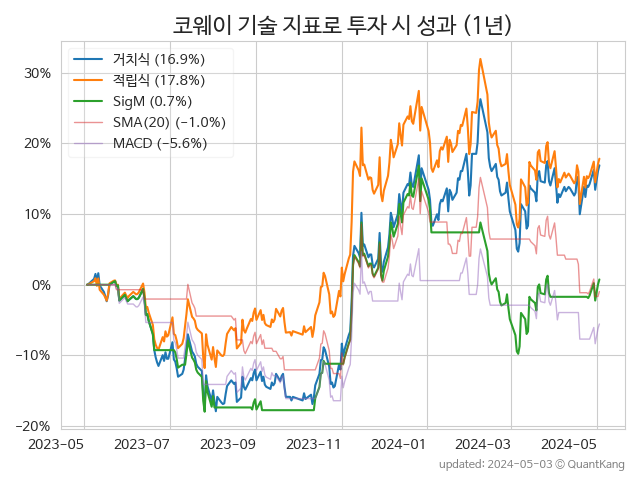 코웨이 기술 지표로 투자 시 성과 (1년)
거치식 (16.9%)
적립식 (17.8%)
SigM (0.7%)
SMA(20) (−1.0%)
MACD (−5.6%)
30%
20%
10%
0%
−10%
−20%
2023-05 2023-07 2023-09 2023-11 2024-01 2024-03 2024-05
updated: 2024-05-03 © QuantKang